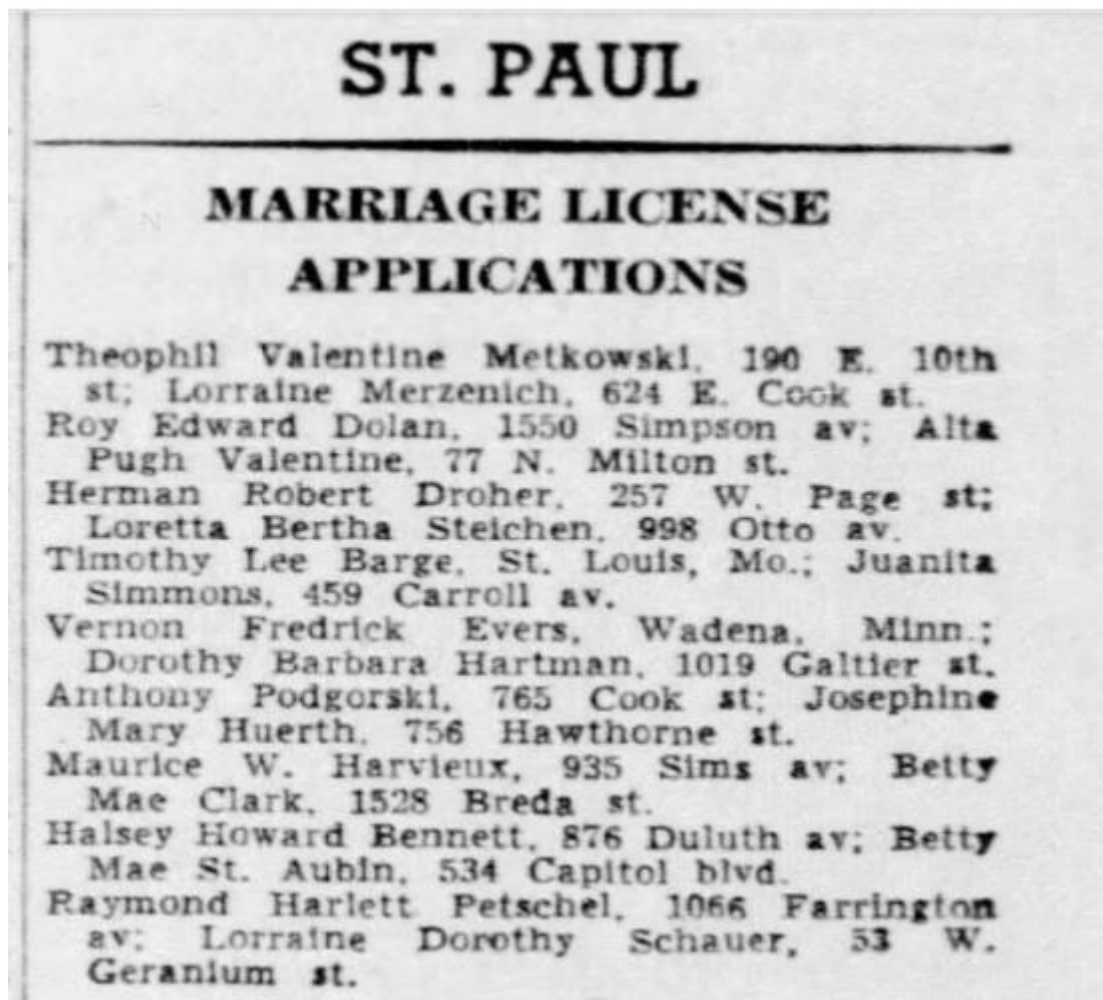 ST. PAUL
MARRIAGE LICENSE
APPLICATIONS
Theophil Valentine Metkowski, 190 E. 10th
st; Lorraine Merzenich, 624 E. Cook st.
Roy Edward Dolan, 1550 Simpson av; Alta
Pugh Valentine, 77 N. Milton st.
Herman Robert Droher, 257 W. Page st;
Loretta Bertha Steichen, 998 Otto av.
Timothy Lee Barge, St. Louis, Mo.; Juanita
Simmons, 459 Carroll av.
Vernon Fredrick Evers, Wadena, Minn.;
Dorothy Barbara Hartman, 1019 Galtier st.
Anthony Podgorski, 765 Cook st; Josephine
Mary Huerth, 756 Hawthorne st.
Maurice W. Harvieux, 935 Sims av; Betty
Mae Clark, 1528 Breda st.
Halsey Howard Bennett, 876 Duluth av; Betty
Mae St. Aubin, 534 Capitol blvd.
Raymond Harlett Petschel, 1066 Farrington
av; Lorraine Dorothy Schauer, 53 W.
Geranium st.